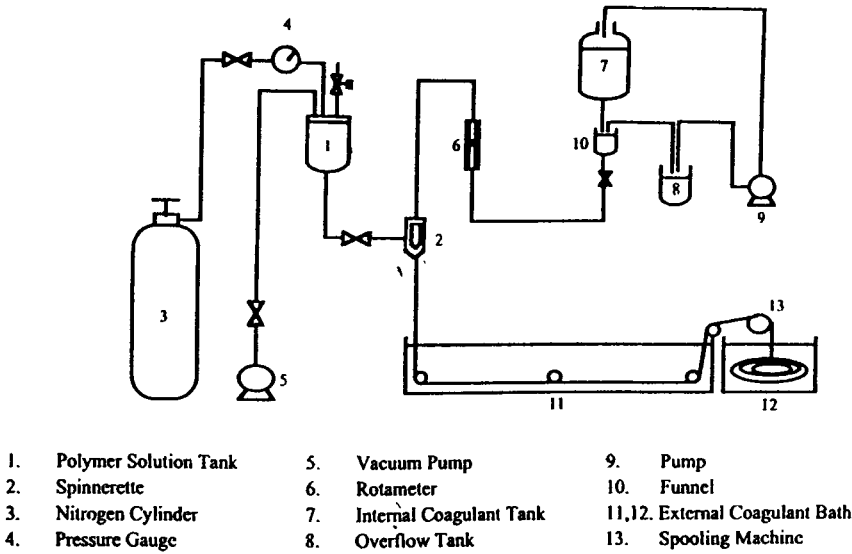 4
7
1
6
10
8
9
2
3
5
13
11
12
1. Polymer Solution Tank
2. Spinnerette
3. Nitrogen Cylinder
4. Pressure Gauge
5. Vacuum Pump
6. Rotameter
7. Internal Coagulant Tank
8. Overflow Tank
9. Pump
10. Funnel
11,12. External Coagulant Bath
13. Spooling Machine